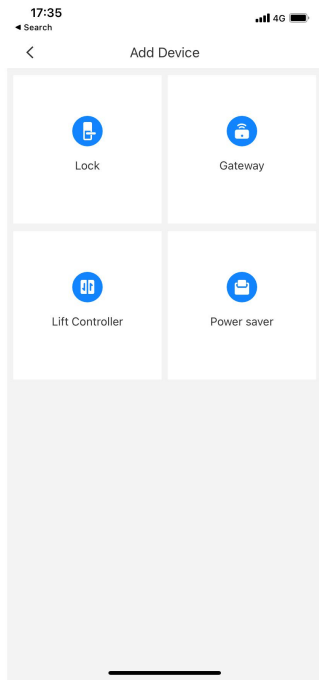 17:35
4G
◀ Search
Add Device
Lock
Gateway
Lift Controller
Power saver